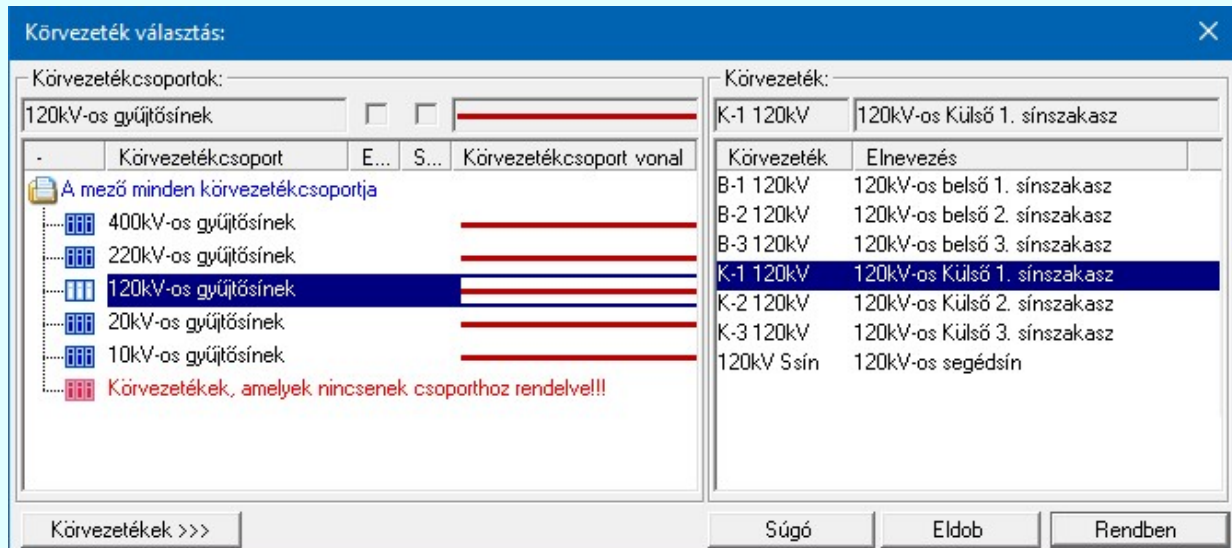 Körvezeték választás:
Körvezetékcsoportok:
120kV-os gyűjtősínek
- Körvezetékcsoport E... S... Körvezetékcsoport vonal
A mező minden körvezetékcsoportja
400kV-os gyűjtősínek
220kV-os gyűjtősínek
120kV-os gyűjtősínek
20kV-os gyűjtősínek
10kV-os gyűjtősínek
Körvezetékek, amelyek nincsenek csoporthoz rendelve!!!
Körvezeték:
K-1 120kV 120kV-os Külső 1. sínszakasz
Körvezeték Elnevezés
B-1 120kV 120kV-os belső 1. sínszakasz
B-2 120kV 120kV-os belső 2. sínszakasz
B-3 120kV 120kV-os belső 3. sínszakasz
K-1 120kV 120kV-os Külső 1. sínszakasz
K-2 120kV 120kV-os Külső 2. sínszakasz
K-3 120kV 120kV-os Külső 3. sínszakasz
120kV Ssín 120kV-os segédsín
Körvezetékek >>> Súgó Eldob Rendben